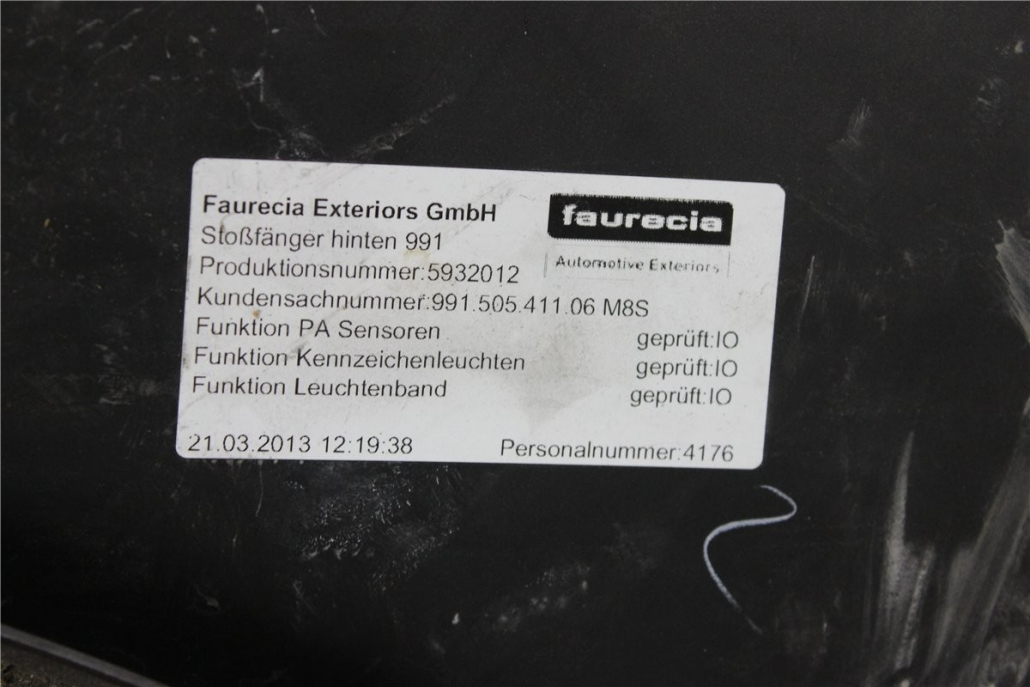 Faurecia Exteriors GmbH
faurecia
Automotive Exteriors
Stoßfänger hinten 991
Produktionsnummer:5932012
Kundensachnummer:991.505.411.06 M8S
Funktion PA Sensoren geprüft:IO
Funktion Kennzeichenleuchten geprüft:IO
Funktion Leuchtenband geprüft:IO
21.03.2013 12:19:38 Personalnummer:4176